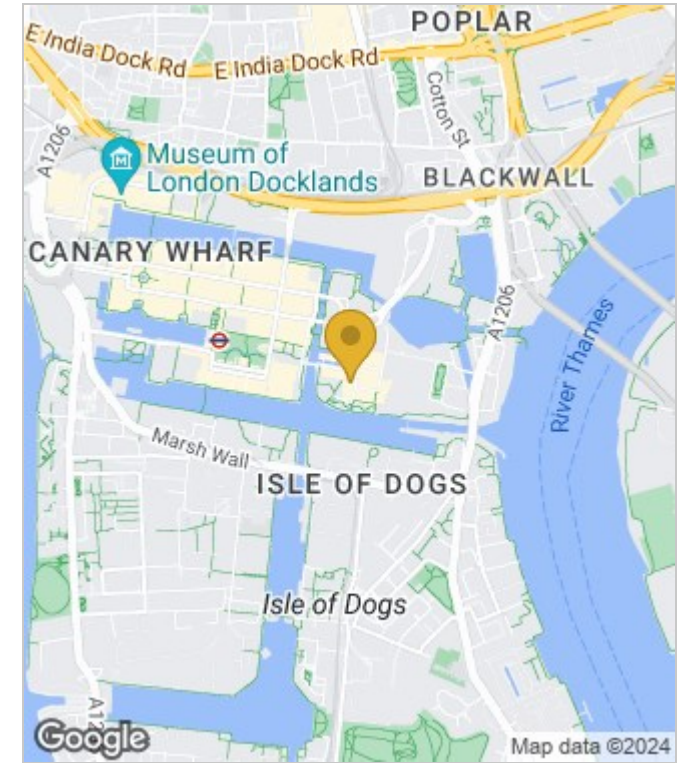 POPLAR
E India Dock Rd
E India Dock Rd
Cotton St
A1206
Museum of
London Docklands
BLACKWALL
CANARY WHARF
A1206
River Thames
Marsh Wall
ISLE OF DOGS
Isle of Dogs
Google
Map data ©2024